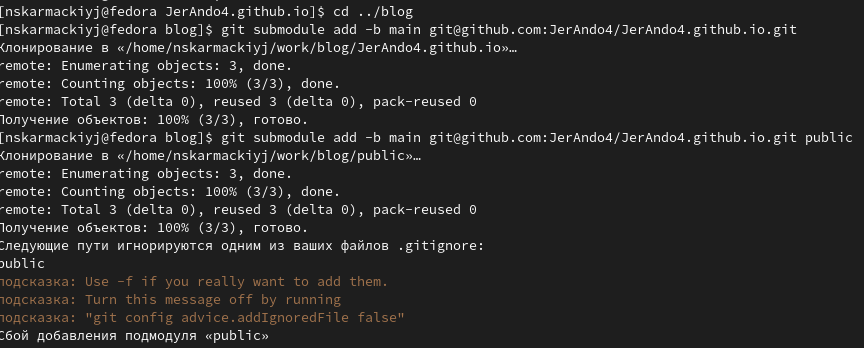 [nskarmackiyj@fedora JerAndo4.github.io]$ cd ../blog
[nskarmackiyj@fedora blog]$ git submodule add -b main git@github.com:JerAndo4/JerAndo4.github.io.git
Клонирование в «/home/nskarmackiyj/work/blog/JerAndo4.github.io»…
remote: Enumerating objects: 3, done.
remote: Counting objects: 100% (3/3), done.
remote: Total 3 (delta 0), reused 3 (delta 0), pack-reused 0
Получение объектов: 100% (3/3), готово.
[nskarmackiyj@fedora blog]$ git submodule add -b main git@github.com:JerAndo4/JerAndo4.github.io.git public
Клонирование в «/home/nskarmackiyj/work/blog/public»…
remote: Enumerating objects: 3, done.
remote: Counting objects: 100% (3/3), done.
remote: Total 3 (delta 0), reused 3 (delta 0), pack-reused 0
Получение объектов: 100% (3/3), готово.
Следующие пути игнорируются одним из ваших файлов .gitignore:
public
подсказка: Use -f if you really want to add them.
подсказка: Turn this message off by running
подсказка: "git config advice.addIgnoredFile false"
Сбой добавления подмодуля «public»